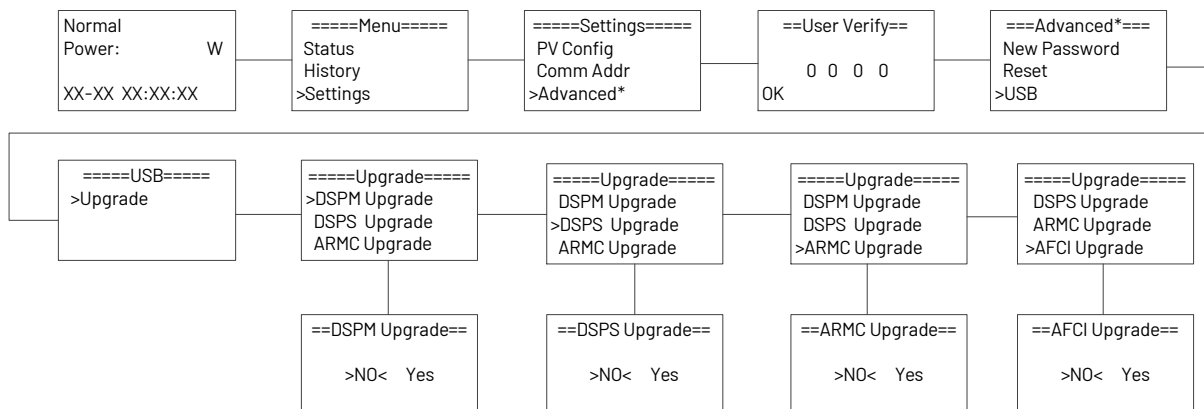 Normal
Power: W
XX-XX XX:XX:XX
=====Menu=====
Status
History
>Settings
=====Settings=====
PV Config
Comm Addr
>Advanced*
==User Verify==
0 0 0 0
OK
===Advanced*===
New Password
Reset
>USB
=====USB=====
>Upgrade
=====Upgrade=====
>DSPM Upgrade
DSPS Upgrade
ARMC Upgrade
=====Upgrade=====
DSPM Upgrade
>DSPS Upgrade
ARMC Upgrade
=====Upgrade=====
DSPM Upgrade
DSPS Upgrade
>ARMC Upgrade
=====Upgrade=====
DSPS Upgrade
ARMC Upgrade
>AFCI Upgrade
==DSPM Upgrade==
>NO< Yes
==DSPS Upgrade==
>NO< Yes
==ARMC Upgrade==
>NO< Yes
==AFCI Upgrade==
>NO< Yes